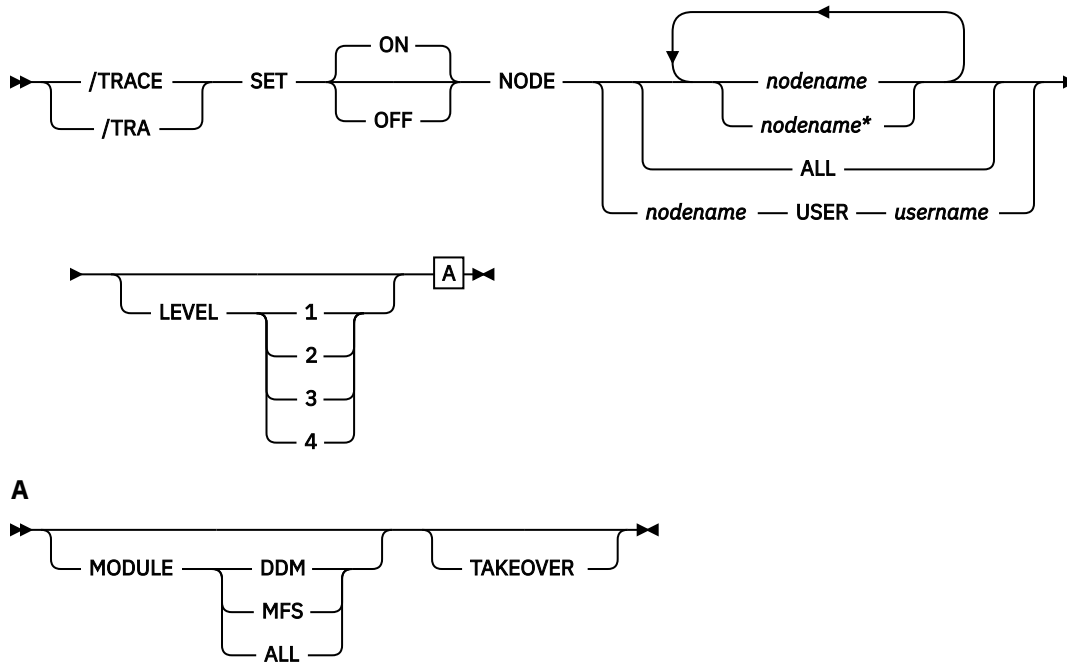 ON
/TRACE SET NODE nodename
/TRA OFF nodename*
ALL
nodename USER username
A
LEVEL 1
2
3
4
A
MODULE DDM TAKEOVER
MFS
ALL